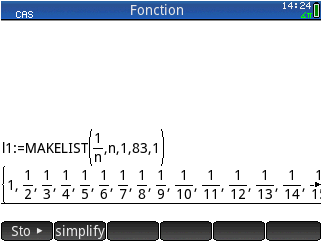 Fonction
CAS
14:24
l1:=MAKELIST(1/n,n,1,83,1)
{1, 1/2, 1/3, 1/4, 1/5, 1/6, 1/7, 1/8, 1/9, 1/10, 1/11, 1/12, 1/13, 1/14,
Sto ▶ simplify